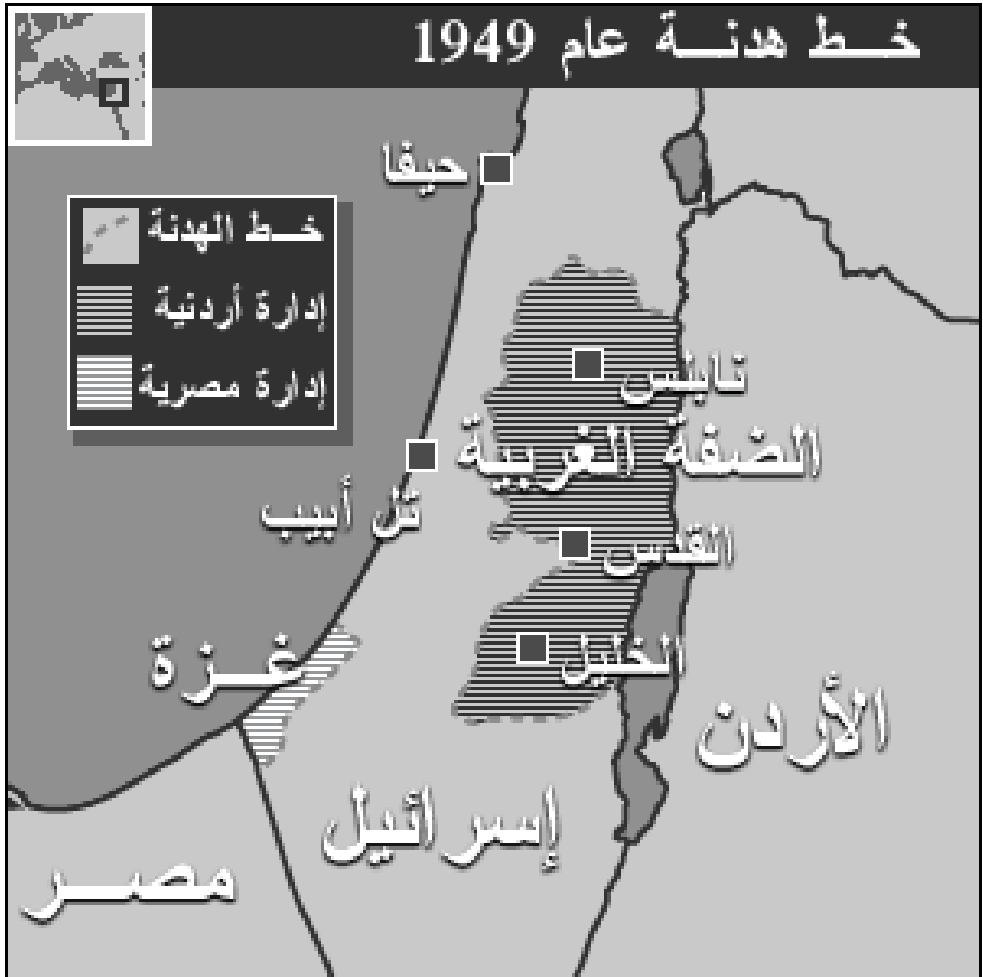 خط هدنة عام 1949
حيفا
خط الهدنة
إدارة أردنية
إدارة مصرية
نابلس
الضفة الغربية
تل أبيب
القدس
غزة
الخليل
الأردن
إسرائيل
مصر